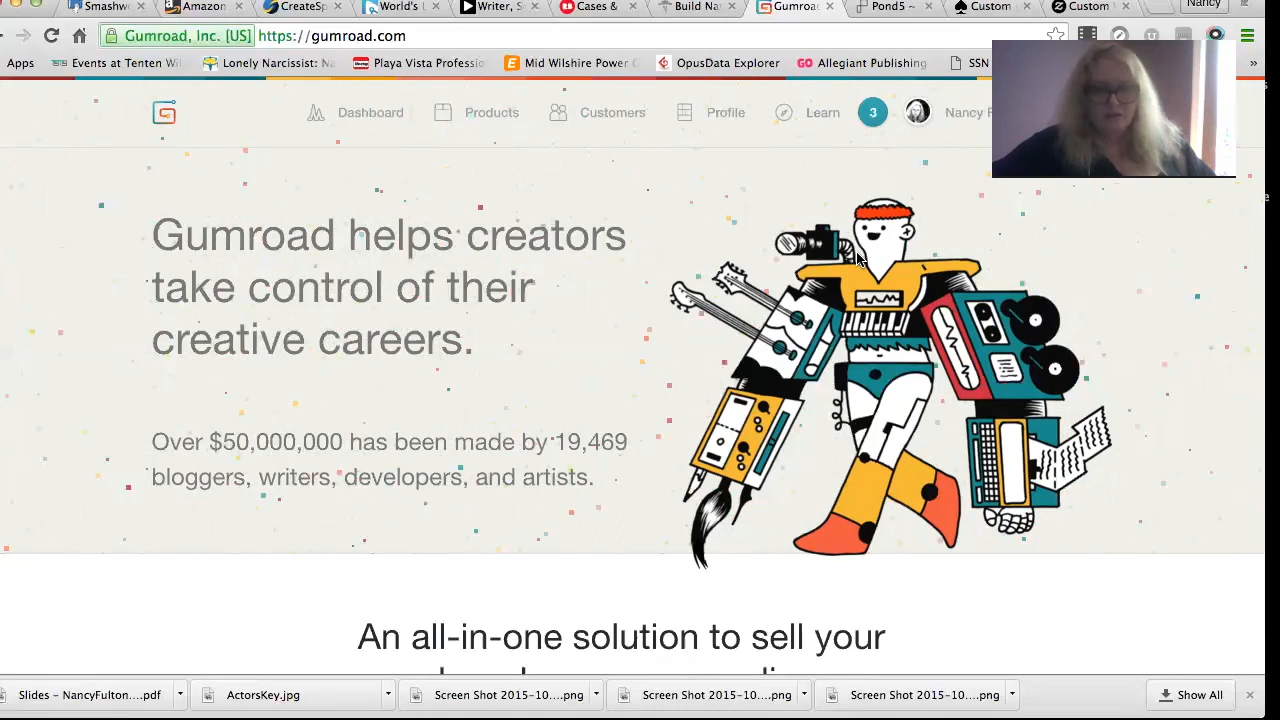 Smashw
Amazon
CreateSp
World's L
Writer, S
Cases &
Build Na
Gumroad
Pond5 ~
Custom
Custom
Nancy
Gumroad, Inc. [US] https://gumroad.com
Apps
Events at Tenten Wi
Lonely Narcissist: Na
Playa Vista Professio
Mid Wilshire Power C
OpusData Explorer
GO Allegiant Publishing
SSN
»
Dashboard
Products
Customers
Profile
Learn
3
Nancy F
Gumroad helps creators
take control of their
creative careers.
Over $50,000,000 has been made by 19,469
bloggers, writers, developers, and artists.
An all-in-one solution to sell your
Slides – NancyFulton....pdf
ActorsKey.jpg
Screen Shot 2015-10....png
Screen Shot 2015-10....png
Screen Shot 2015-10....png
Show All